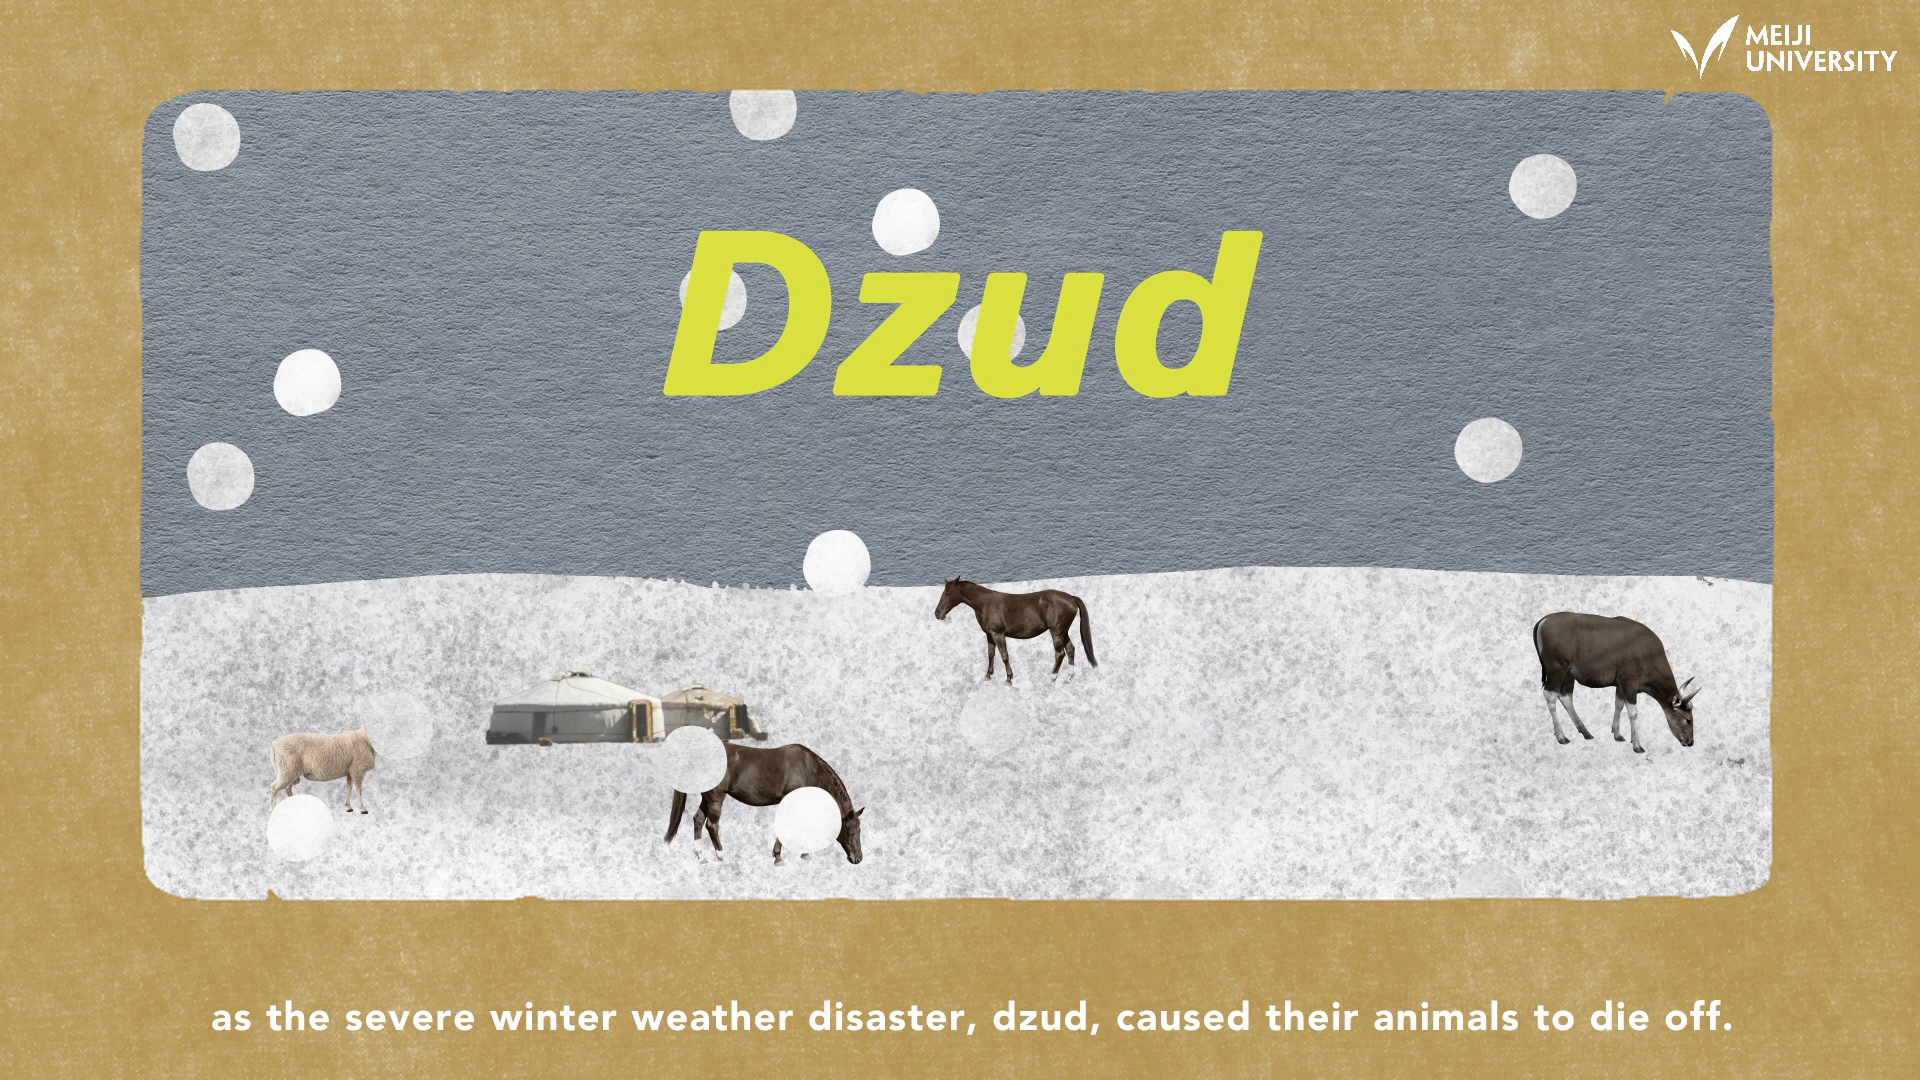 MEIJI
UNIVERSITY
Dzud
as the severe winter weather disaster, dzud, caused their animals to die off.